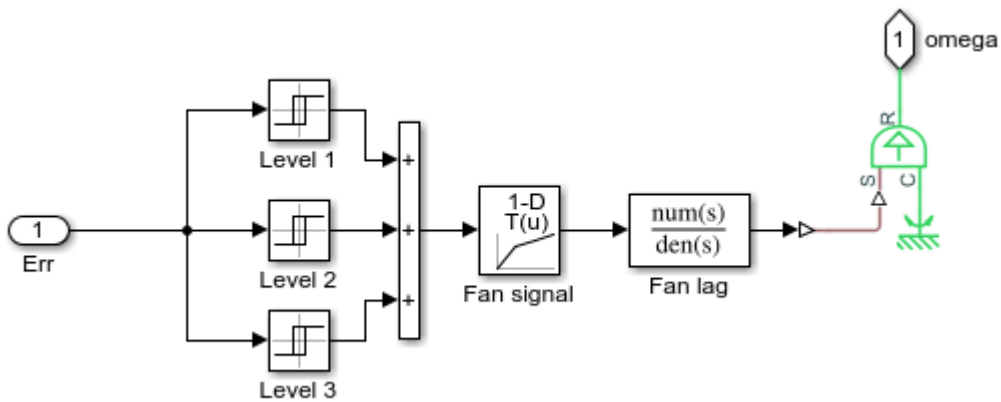 1
omega
R
S
C
Level 1
+
1
Err
Level 2
+
1-D
T(u)
Fan signal
num(s)
den(s)
Fan lag
+
Level 3